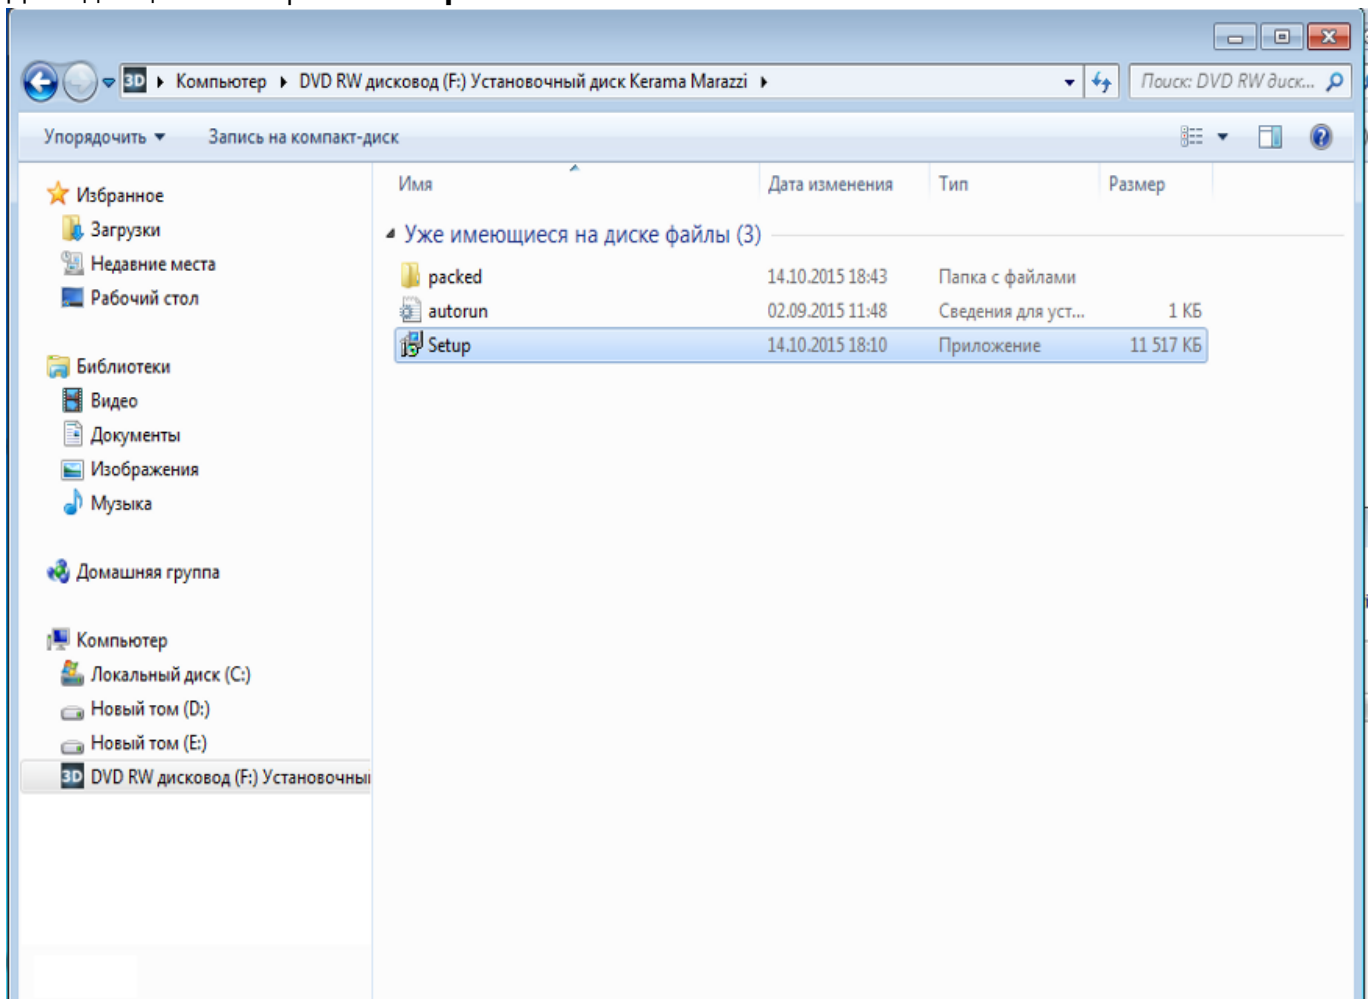 3D Компьютер DVD RW дисковод (F:) Установочный диск Kerama Marazzi Поиск: DVD RW диск...
Упорядочить Запись на компакт-диск
Избранное
Загрузки
Недавние места
Рабочий стол
Библиотеки
Видео
Документы
Изображения
Музыка
Домашняя группа
Компьютер
Локальный диск (C:)
Новый том (D:)
Новый том (E:)
3D DVD RW дисковод (F:) Установочны
Имя Дата изменения Тип Размер
Уже имеющиеся на диске файлы (3)
packed 14.10.2015 18:43 Папка с файлами
autorun 02.09.2015 11:48 Сведения для уст... 1 КБ
Setup 14.10.2015 18:10 Приложение 11 517 КБ